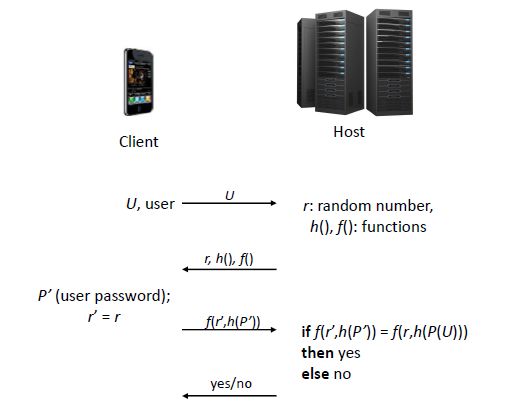 Client
Host
U, user
U
r: random number,
h(), f(): functions
r, h(), f()
P’ (user password);
r’ = r
f(r’,h(P’))
if f(r’,h(P’)) = f(r,h(P(U)))
then yes
else no
yes/no